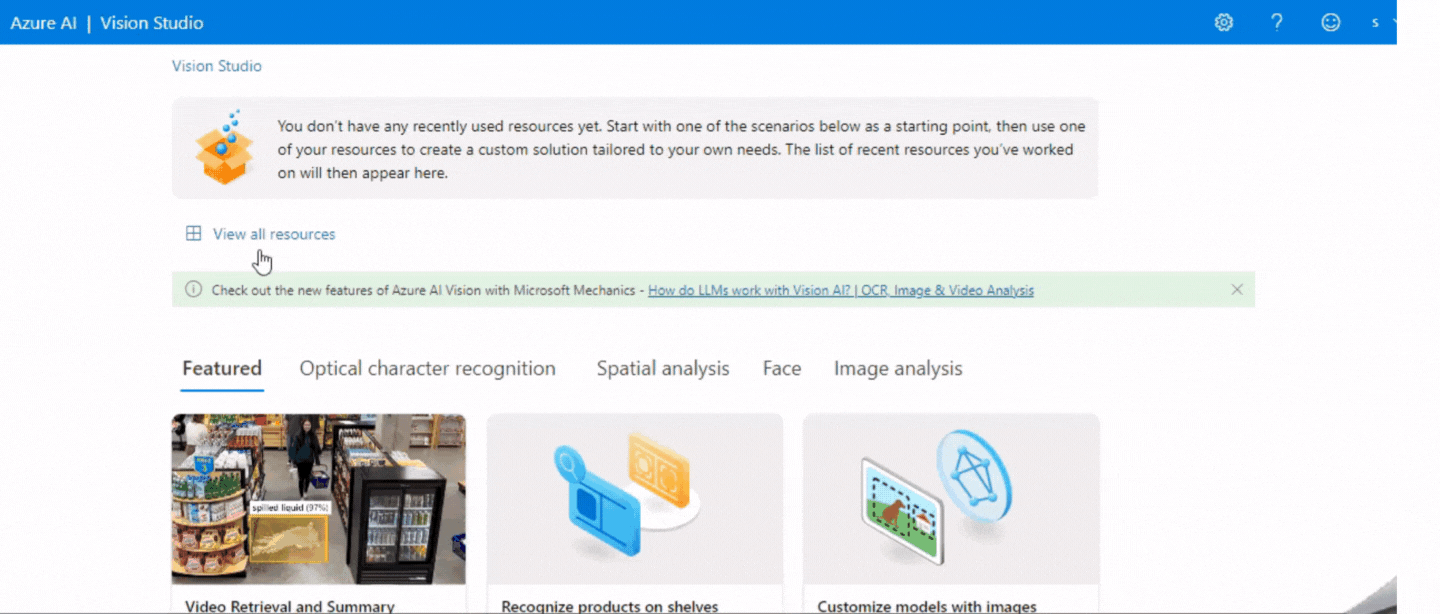 Azure AI | Vision Studio
? s
Vision Studio
You don't have any recently used resources yet. Start with one of the scenarios below as a starting point, then use one
of your resources to create a custom solution tailored to your own needs. The list of recent resources you've worked
on will then appear here.
View all resources
Check out the new features of Azure AI Vision with Microsoft Mechanics - How do LLMs work with Vision AI? | OCR, Image & Video Analysis
Featured Optical character recognition Spatial analysis Face Image analysis
spilled liquid (97%)
Video Retrieval and Summary Recognize products on shelves Customize models with images